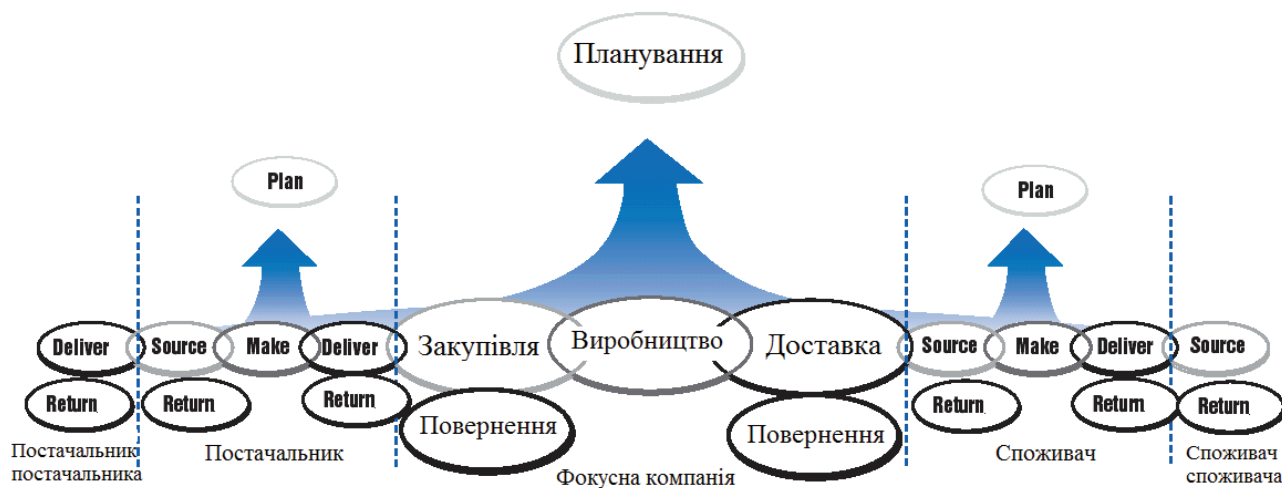 Планування
Plan
Plan
Deliver
Source
Make
Deliver
Закупівля
Виробництво
Доставка
Source
Make
Deliver
Source
Return
Return
Return
Повернення
Повернення
Return
Return
Return
Постачальник
постачальника
Постачальник
Фокусна компанія
Споживач
Споживач
споживача